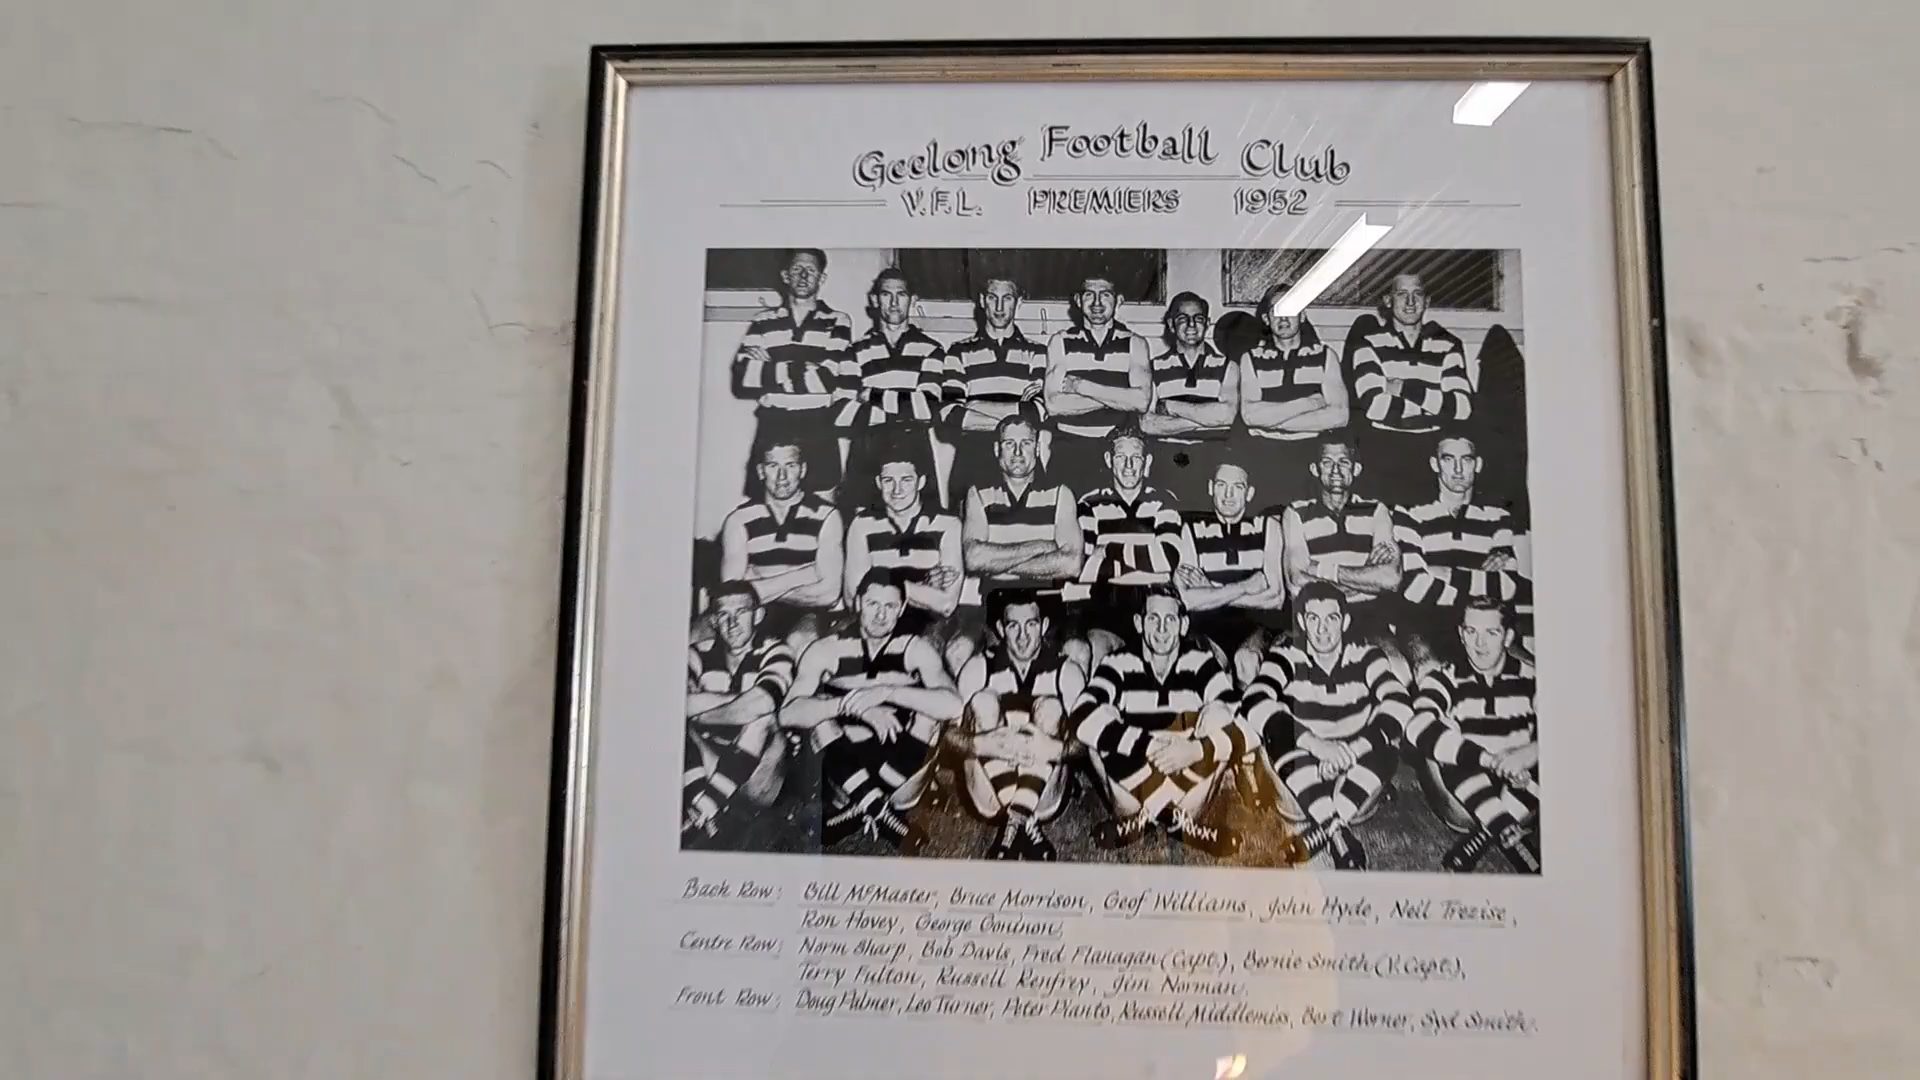 Geelong Football Club
V.F.L. PREMIERS 1952
Back Row: Bill McMaster, Bruce Morrison, Geof Williams, John Hyde, Neil Trezise,
Ron Hovey, George Goninon,
Centre Row: Norm Sharp, Bob Davis, Fred Flanagan (Capt.), Bernie Smith (V. Capt.),
Terry Fulton, Russell Renfrey, Jim Norman.
Front Row: Doug Palmer, Leo Turner, Peter Pianto, Russell Middlemiss, Bert Worner, Syd Smith.